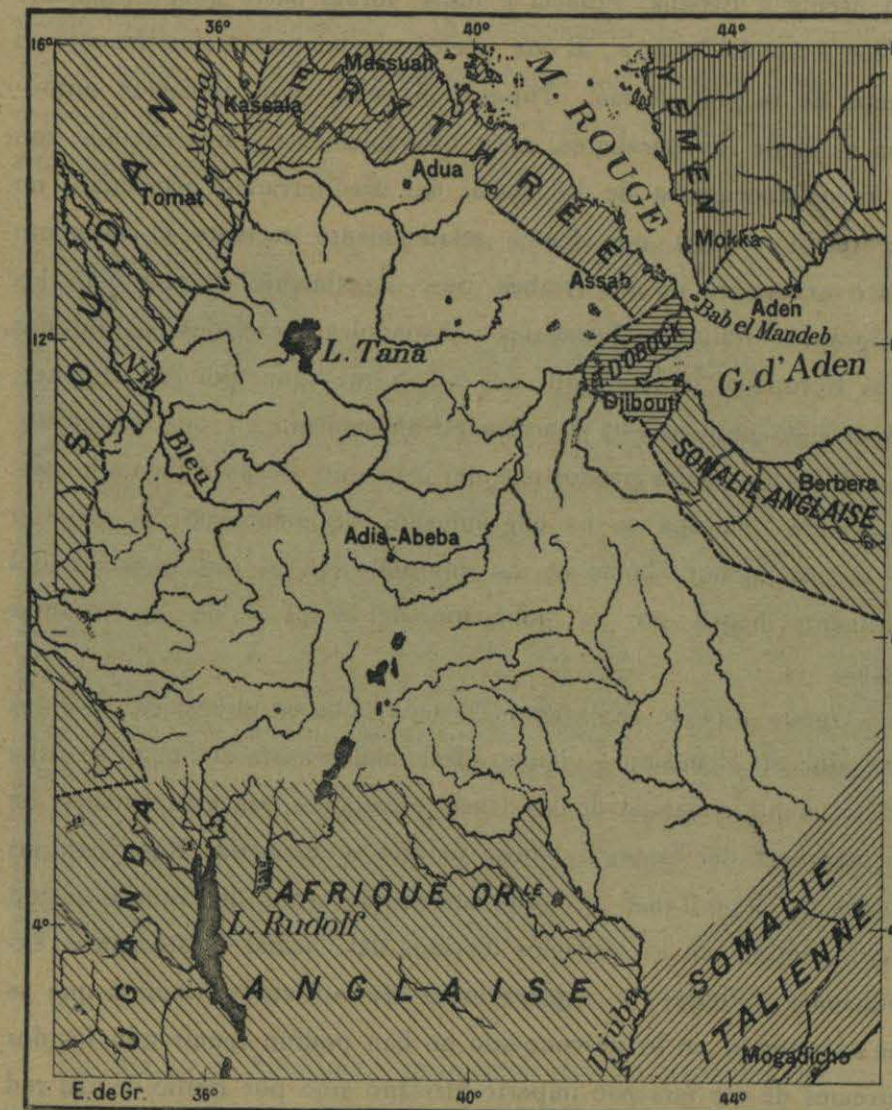 36° 40° 44°
16°
SOUDAN
Atbara
Kassala
Massuah
ERYTHREE
M. ROUGE
YEMEN
Tomat
Adua
Mokka
Assab
Aden
Bab el Mandeb
12°
L. Tana
D'OBOCK
G. d'Aden
Nil
Djibout
Bleu
SOMALIE ANGLAISE
Berbera
Adis-Abeba
UGANDA
AFRIQUE ORLE
ANGLAISE
4°
L. Rudolf
SOMALIE
ITALIENNE
Djuba
Mogadicho
E. de Gr. 36° 40° 44°